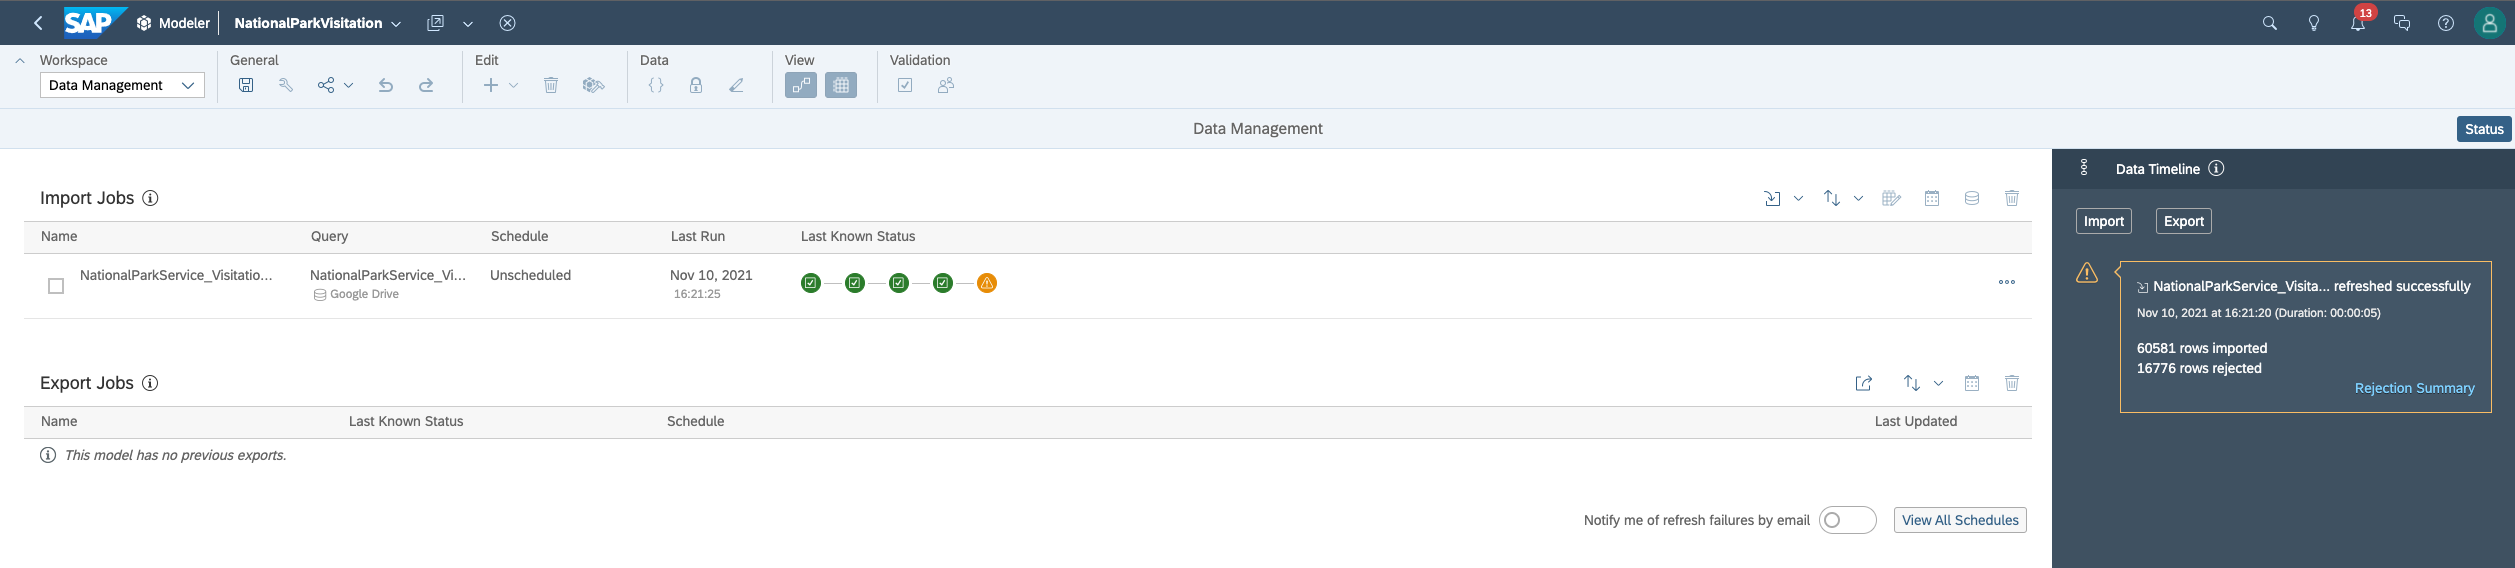 SAP Modeler NationalParkVisitation 13
Workspace General Edit Data View Validation
Data Management
Data Management Status
Import Jobs
Name Query Schedule Last Run Last Known Status
NationalParkService_Visitatio... NationalParkService_Vi... Unscheduled Nov 10, 2021
Google Drive 16:21:25
Export Jobs
Name Last Known Status Schedule Last Updated
This model has no previous exports.
Notify me of refresh failures by email View All Schedules
Data Timeline
Import Export
NationalParkService_Visita... refreshed successfully
Nov 10, 2021 at 16:21:20 (Duration: 00:00:05)
60581 rows imported
16776 rows rejected
Rejection Summary